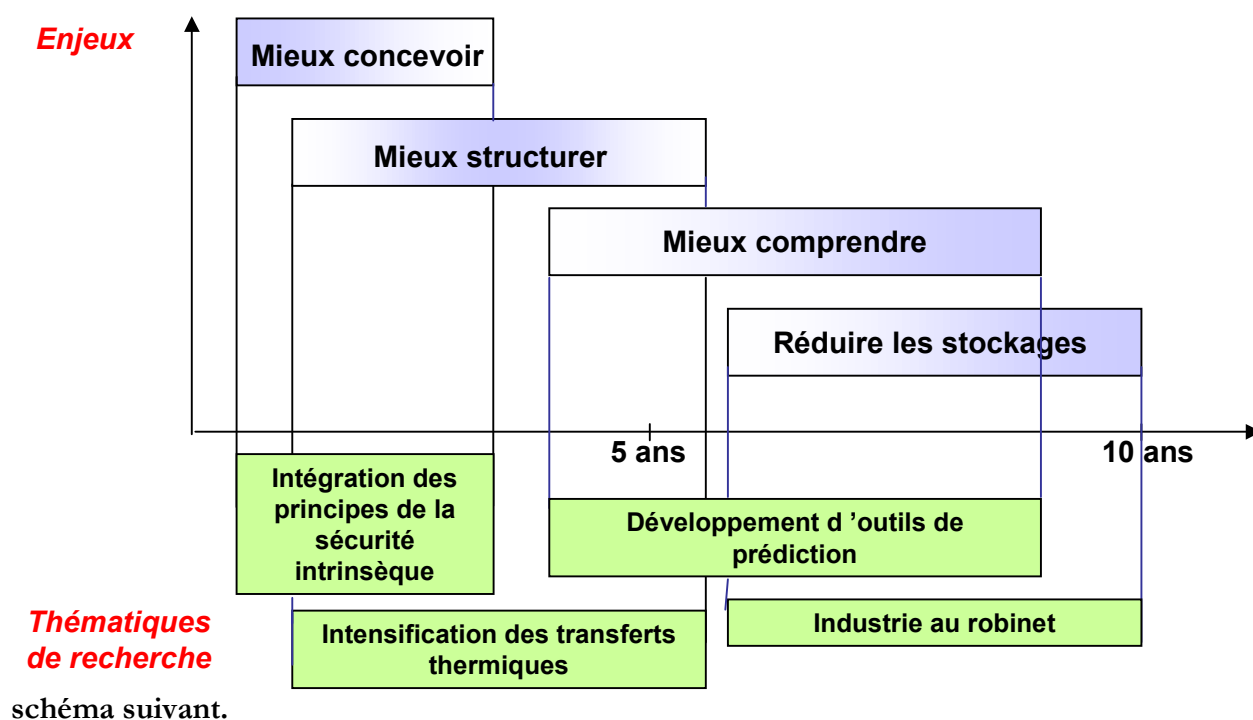 Enjeux
Mieux concevoir
Mieux structurer
Mieux comprendre
Réduire les stockages
5 ans
10 ans
Intégration des
principes de la
sécurité
intrinsèque
Développement d ’outils de
prédiction
Thématiques
de recherche
Intensification des transferts
thermiques
Industrie au robinet
schéma suivant.